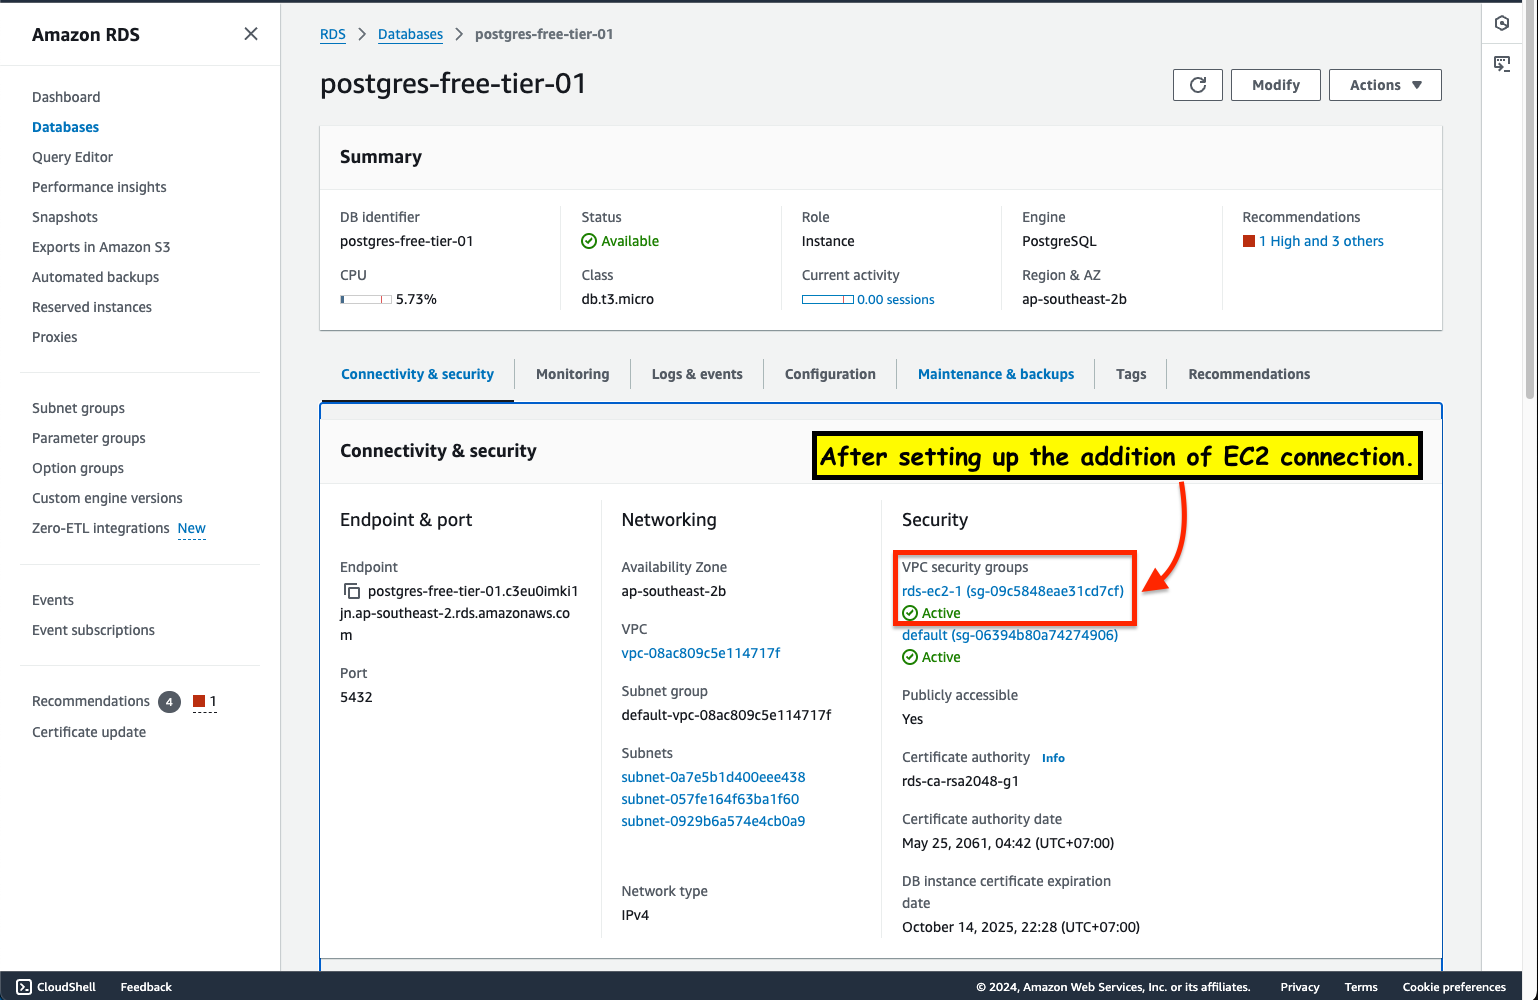 Amazon RDS
Dashboard
Databases
Query Editor
Performance insights
Snapshots
Exports in Amazon S3
Automated backups
Reserved instances
Proxies
Subnet groups
Parameter groups
Option groups
Custom engine versions
Zero-ETL integrations New
Events
Event subscriptions
Recommendations 4 1
Certificate update
RDS > Databases > postgres-free-tier-01
postgres-free-tier-01
Modify
Actions
Summary
DB identifier
postgres-free-tier-01
CPU
5.73%
Status
Available
Class
db.t3.micro
Role
Instance
Current activity
0.00 sessions
Engine
PostgreSQL
Region & AZ
ap-southeast-2b
Recommendations
1 High and 3 others
Connectivity & security
Monitoring
Logs & events
Configuration
Maintenance & backups
Tags
Recommendations
Connectivity & security
After setting up the addition of EC2 connection.
Endpoint & port
Endpoint
postgres-free-tier-01.c3eu0imki1
jn.ap-southeast-2.rds.amazonaws.co
m
Port
5432
Networking
Availability Zone
ap-southeast-2b
VPC
vpc-08ac809c5e114717f
Subnet group
default-vpc-08ac809c5e114717f
Subnets
subnet-0a7e5b1d400eee438
subnet-057fe164f63ba1f60
subnet-0929b6a574e4cb0a9
Network type
IPv4
Security
VPC security groups
rds-ec2-1 (sg-09c5848eae31cd7cf)
Active
default (sg-06394b80a74274906)
Active
Publicly accessible
Yes
Certificate authority Info
rds-ca-rsa2048-g1
Certificate authority date
May 25, 2061, 04:42 (UTC+07:00)
DB instance certificate expiration
date
October 14, 2025, 22:28 (UTC+07:00)
CloudShell
Feedback
© 2024, Amazon Web Services, Inc. or its affiliates.
Privacy
Terms
Cookie preferences